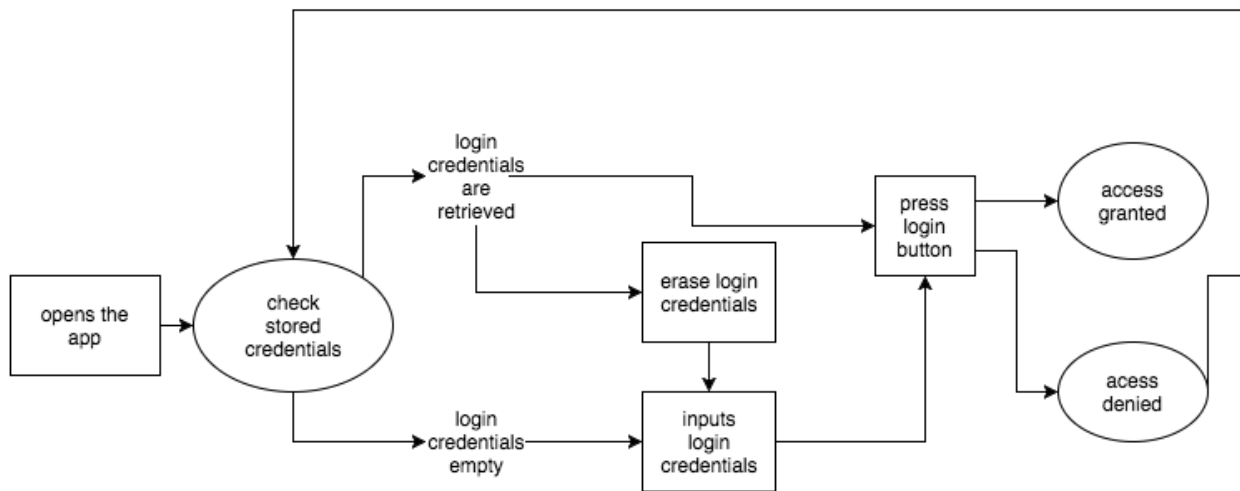 opens the
app
check
stored
credentials
login
credentials
are
retrieved
login
credentials
empty
erase login
credentials
inputs
login
credentials
press
login
button
access
granted
acess
denied